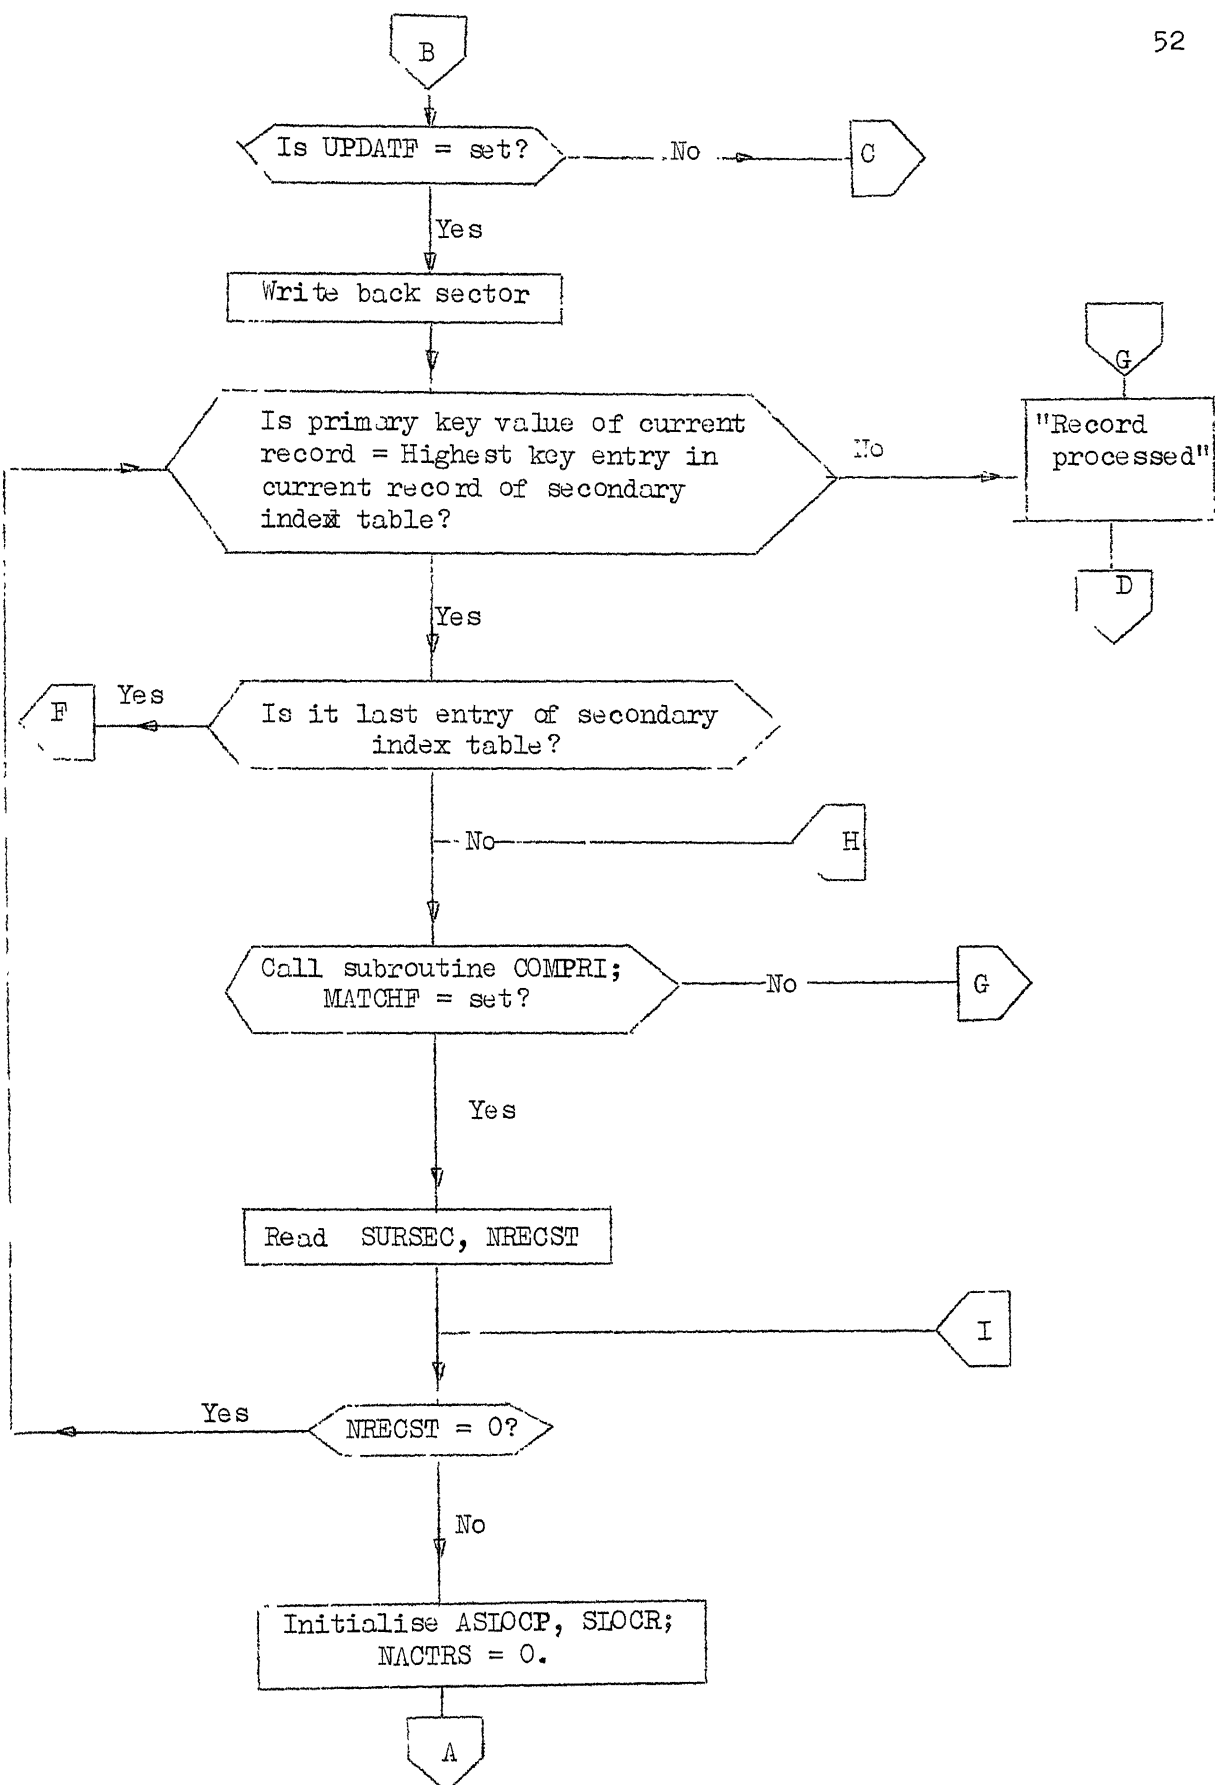 52
B
Is UPDATF = set?
No
C
Yes
Write back sector
G
Is primary key value of current
record = Highest key entry in
current record of secondary
index table?
No
"Record
processed"
D
Yes
F
Yes
Is it last entry of secondary
index table?
No
H
Call subroutine COMPRI;
MATCHF = set?
No
G
Yes
Read SURSEC, NRECST
I
Yes
NRECST = 0?
No
Initialise ASLOCP, SLOCR;
NACTRS = 0.
A